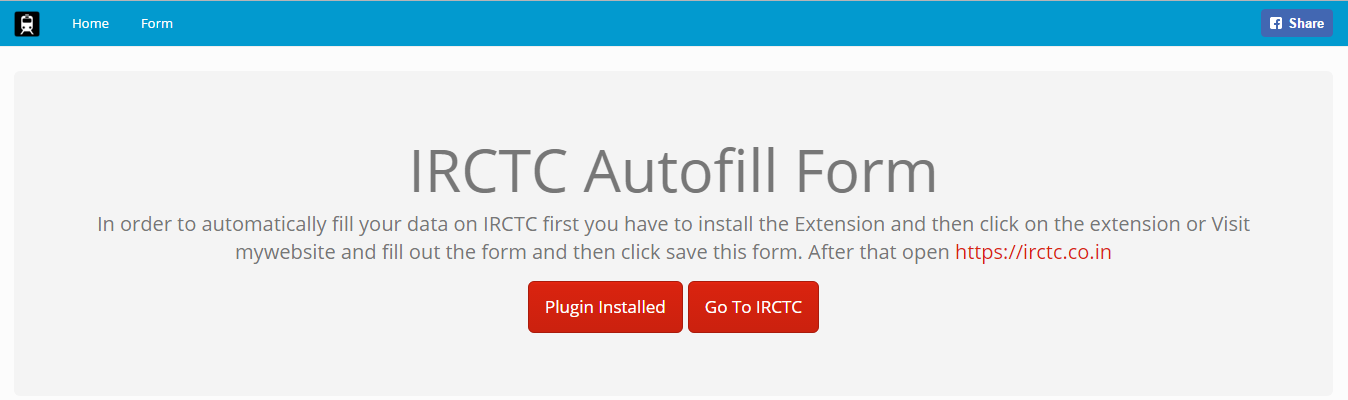 Home Form Share
IRCTC Autofill Form
In order to automatically fill your data on IRCTC first you have to install the Extension and then click on the extension or Visit
mywebsite and fill out the form and then click save this form. After that open https://irctc.co.in
Plugin Installed Go To IRCTC